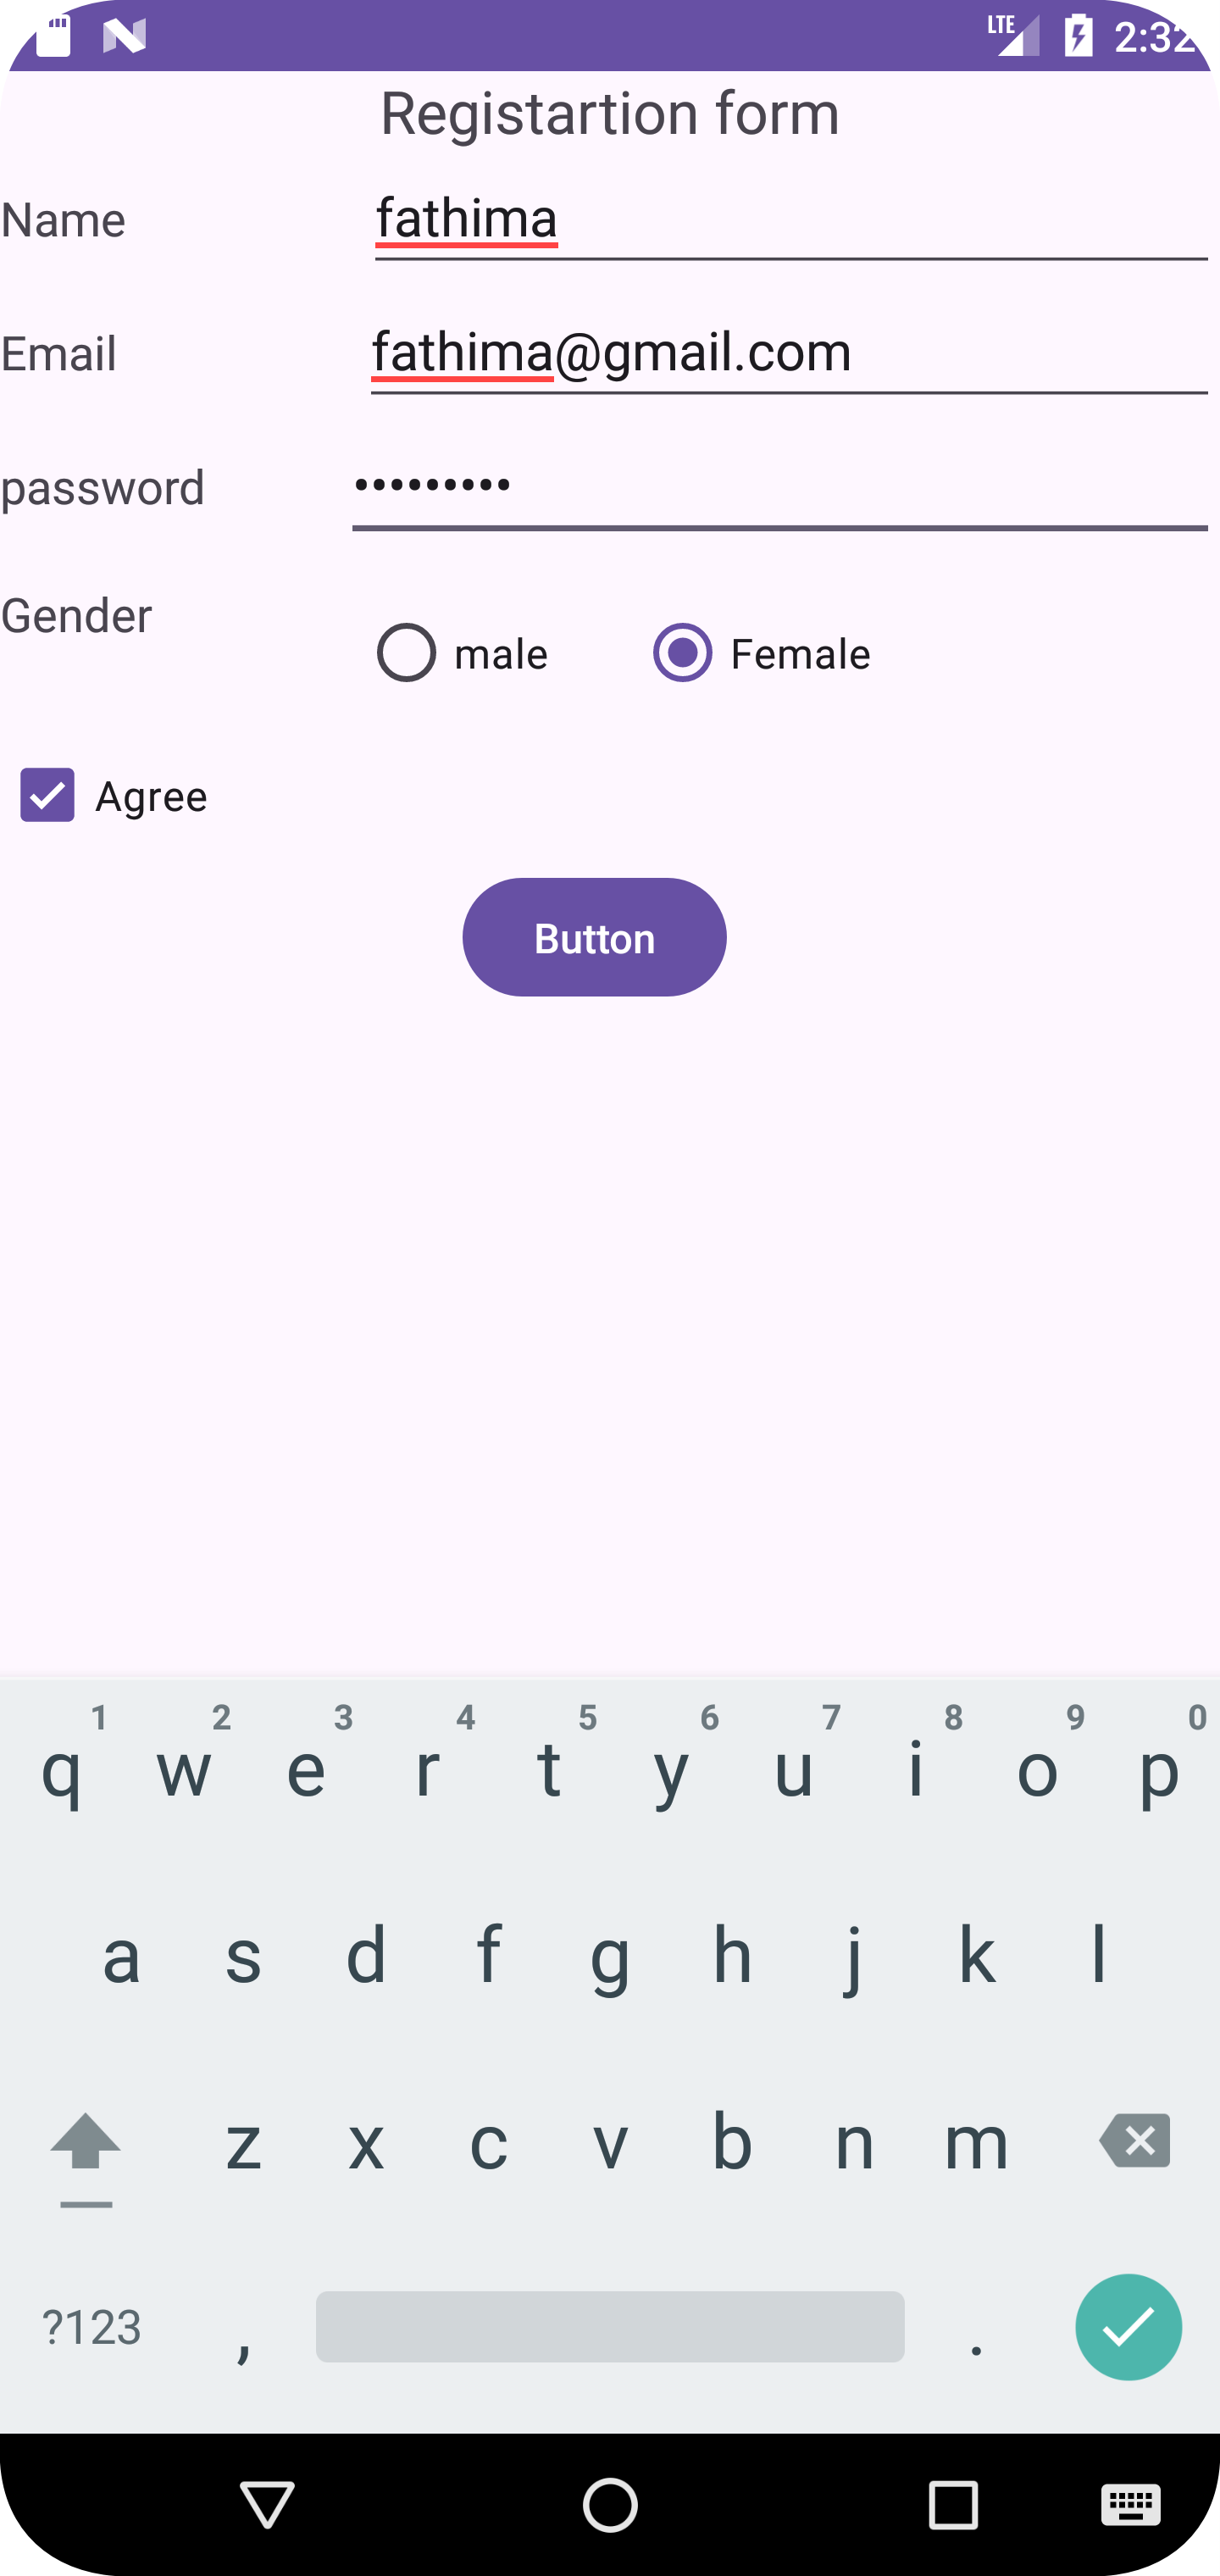 LTE 2:32
Registartion form
Name fathima
Email fathima@gmail.com
password •••••••••
Gender
male Female
Agree
Button
1 2 3 4 5 6 7 8 9 0
q w e r t y u i o p
a s d f g h j k l
z x c v b n m
?123 , .